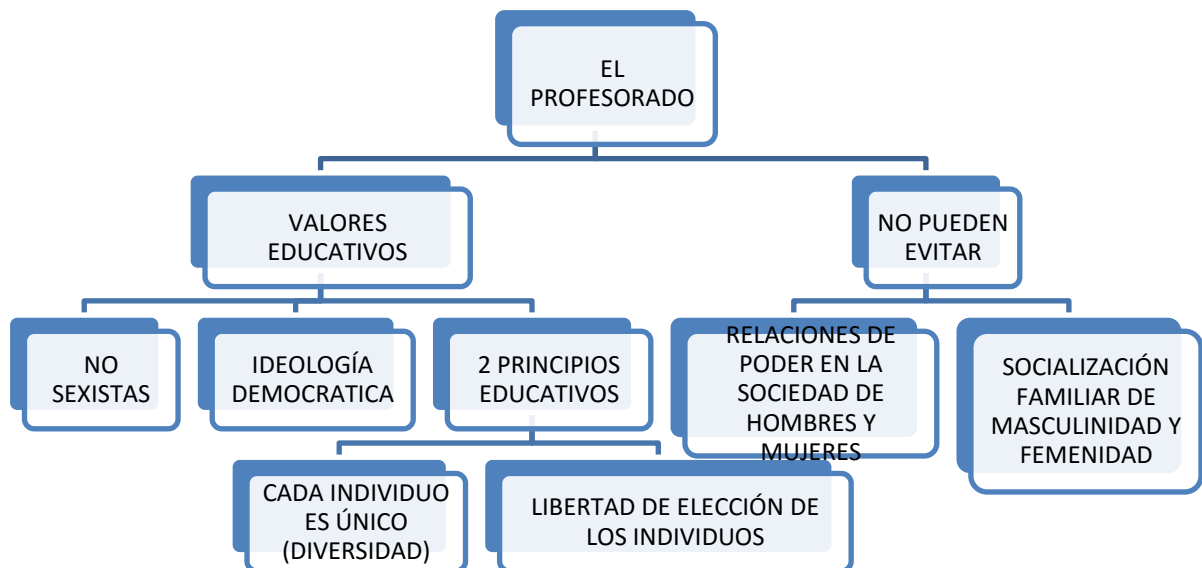 EL
PROFESORADO
VALORES
EDUCATIVOS
NO PUEDEN
EVITAR
NO
SEXISTAS
IDEOLOGÍA
DEMOCRATICA
2 PRINCIPIOS
EDUCATIVOS
RELACIONES DE
PODER EN LA
SOCIEDAD DE
HOMBRES Y
MUJERES
SOCIALIZACIÓN
FAMILIAR DE
MASCULINIDAD Y
FEMENIDAD
CADA INDIVIDUO
ES ÚNICO
(DIVERSIDAD)
LIBERTAD DE ELECCIÓN DE
LOS INDIVIDUOS